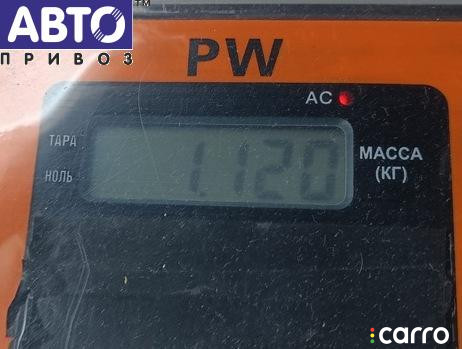 АВТО™
ПРИВОЗ
PW
AC
ТАРА
НОЛЬ
1.120
МАССА
(КГ)
carro